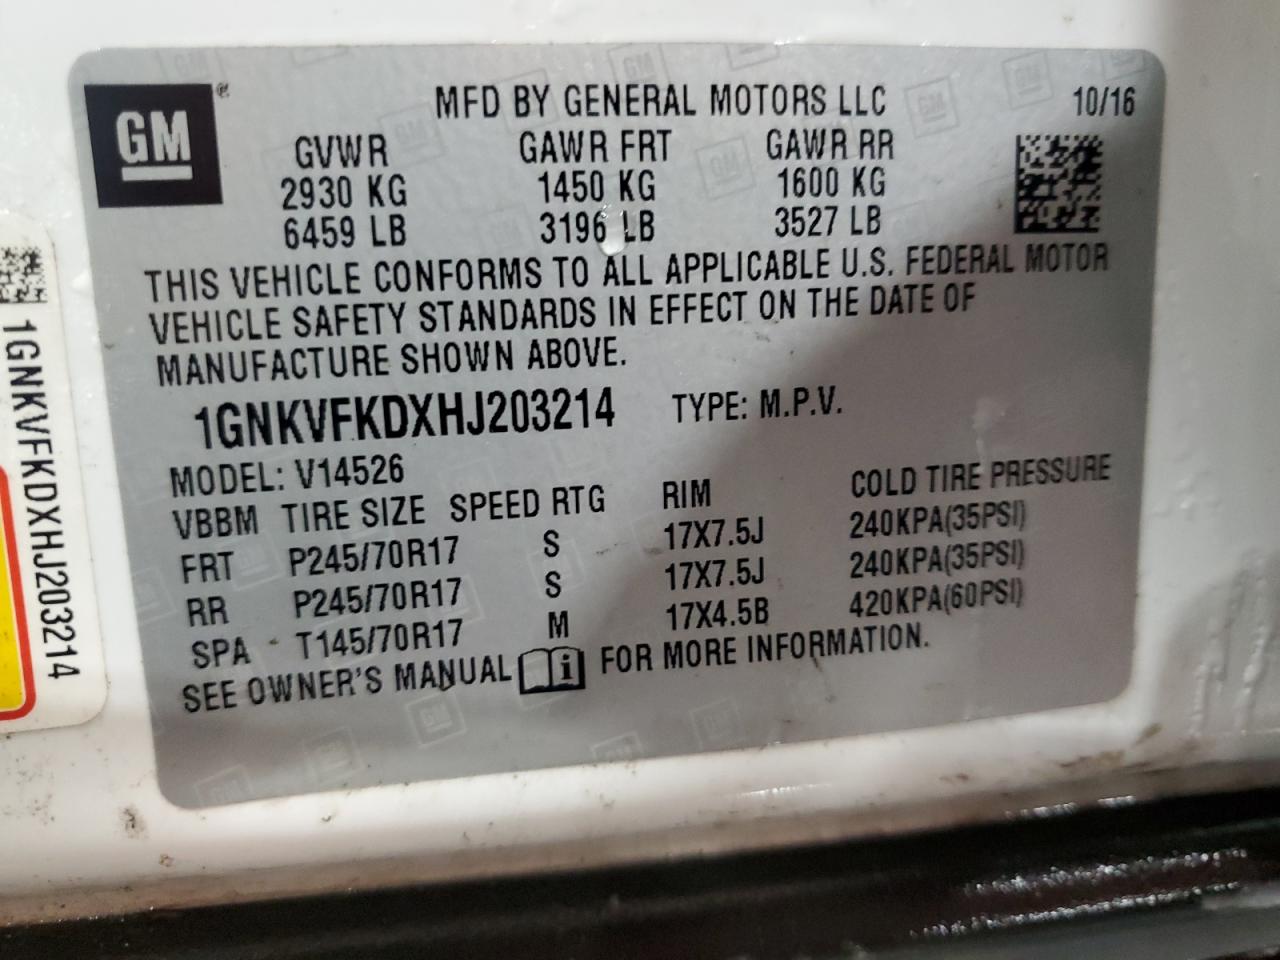 GM
MFD BY GENERAL MOTORS LLC 10/16
GVWR GAWR FRT GAWR RR
2930 KG 1450 KG 1600 KG
6459 LB 3196 LB 3527 LB
THIS VEHICLE CONFORMS TO ALL APPLICABLE U.S. FEDERAL MOTOR
VEHICLE SAFETY STANDARDS IN EFFECT ON THE DATE OF
MANUFACTURE SHOWN ABOVE.
1GNKVFKDXHJ203214 TYPE: M.P.V.
MODEL: V14526
VBBM TIRE SIZE SPEED RTG RIM COLD TIRE PRESSURE
FRT P245/70R17 S 17X7.5J 240KPA(35PSI)
RR P245/70R17 S 17X7.5J 240KPA(35PSI)
SPA T145/70R17 M 17X4.5B 420KPA(60PSI)
SEE OWNER'S MANUAL i FOR MORE INFORMATION.
1GNKVFKDXHJ203214